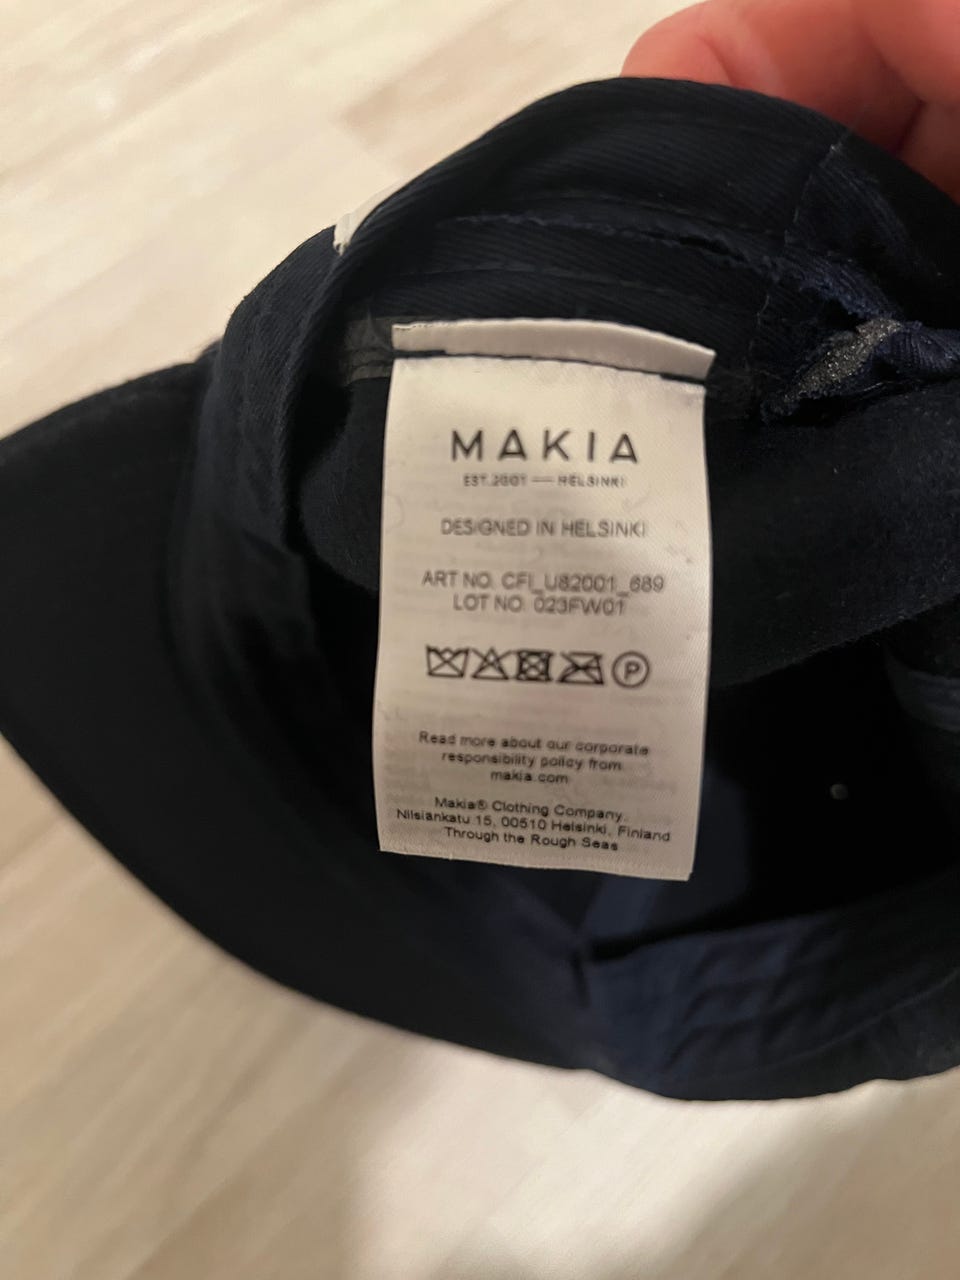 MAKIA
EST.2001 — HELSINKI
DESIGNED IN HELSINKI
ART NO. CFI_U82001_689
LOT NO. 023FW01
P
Read more about our corporate
responsibility policy from
makia.com
Makia® Clothing Company,
Nilsiänkatu 15, 00510 Helsinki, Finland
Through the Rough Seas